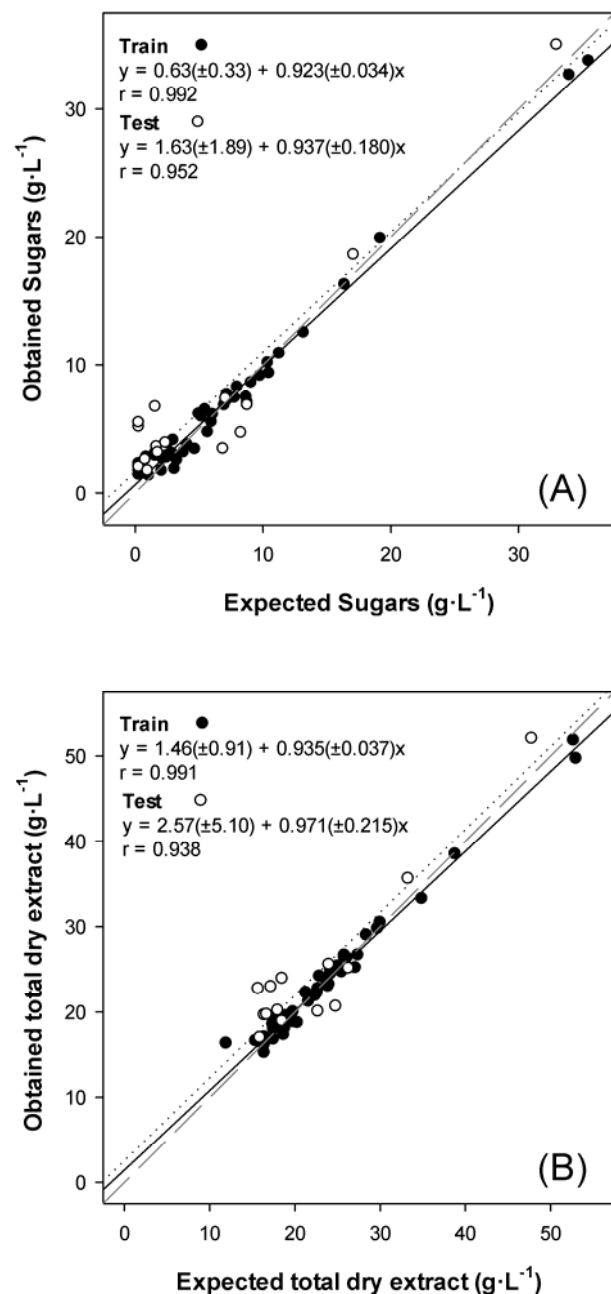 Train
y = 0.63(±0.33) + 0.923(±0.034)x
r = 0.992
Test
y = 1.63(±1.89) + 0.937(±0.180)x
r = 0.952
30
20
10
0
Obtained Sugars (g·L⁻¹)
(A)
0 10 20 30
Expected Sugars (g·L⁻¹)
Train
y = 1.46(±0.91) + 0.935(±0.037)x
r = 0.991
Test
y = 2.57(±5.10) + 0.971(±0.215)x
r = 0.938
50
40
30
20
10
0
Obtained total dry extract (g·L⁻¹)
(B)
0 10 20 30 40 50
Expected total dry extract (g·L⁻¹)